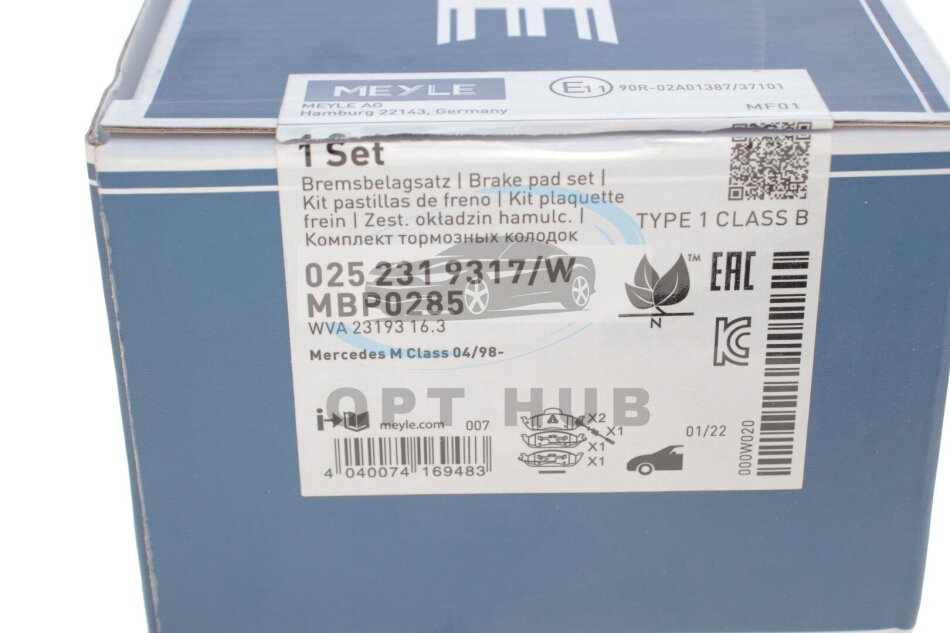 MEYLE
MEYLE AG
Hamburg 22143, Germany
E11 90R-02A01387/37101
MF01
1 Set
Bremsbelagsatz | Brake pad set |
Kit pastillas de freno | Kit plaquette
frein | Zest. okładzin hamulc. |
Комплект тормозных колодок
TYPE 1 CLASS B
025 231 9317/W
MBP0285
WVA 23193 16.3
Mercedes M Class 04/98-
TM
N
EAC
OPT HUB
i
meyle.com 007
4 040074 169483
X2
X1
X1
X1
01/22
000W020